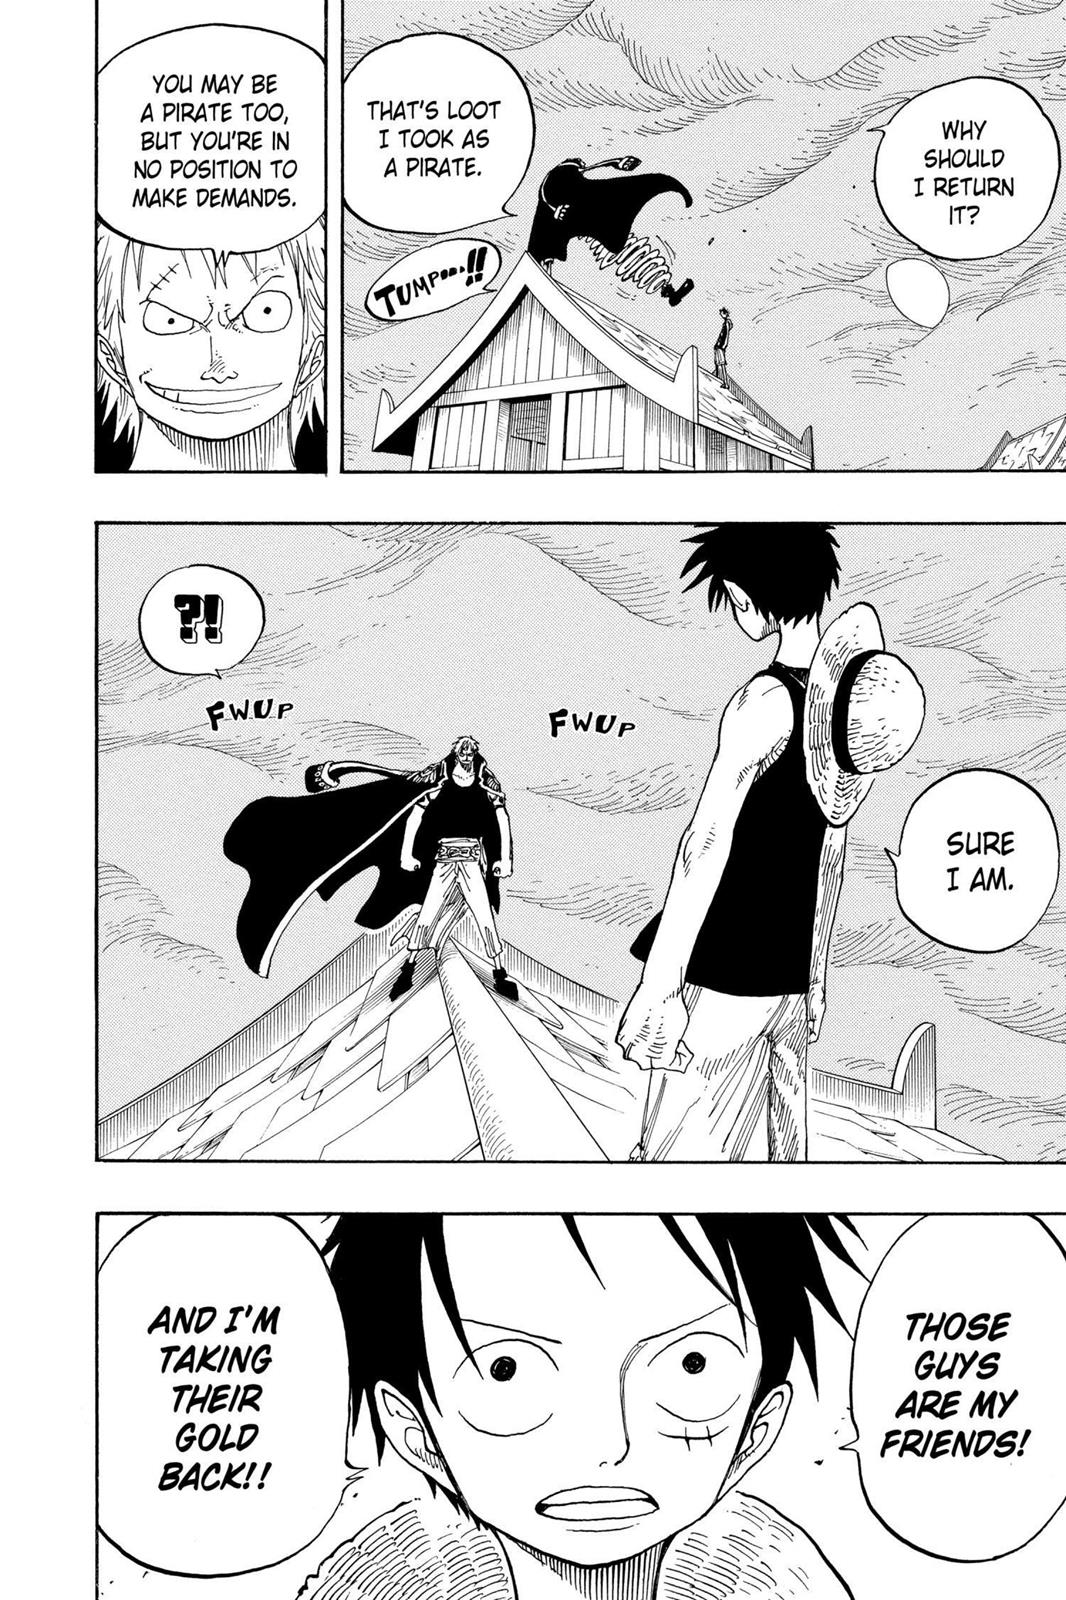 WHY
SHOULD
I RETURN
IT?
THAT'S LOOT
I TOOK AS
A PIRATE.
TUMP....!!
YOU MAY BE
A PIRATE TOO,
BUT YOU'RE IN
NO POSITION TO
MAKE DEMANDS.
SURE
I AM.
FWUP
FWUP
?!
THOSE
GUYS
ARE MY
FRIENDS!
AND I'M
TAKING
THEIR
GOLD
BACK!!